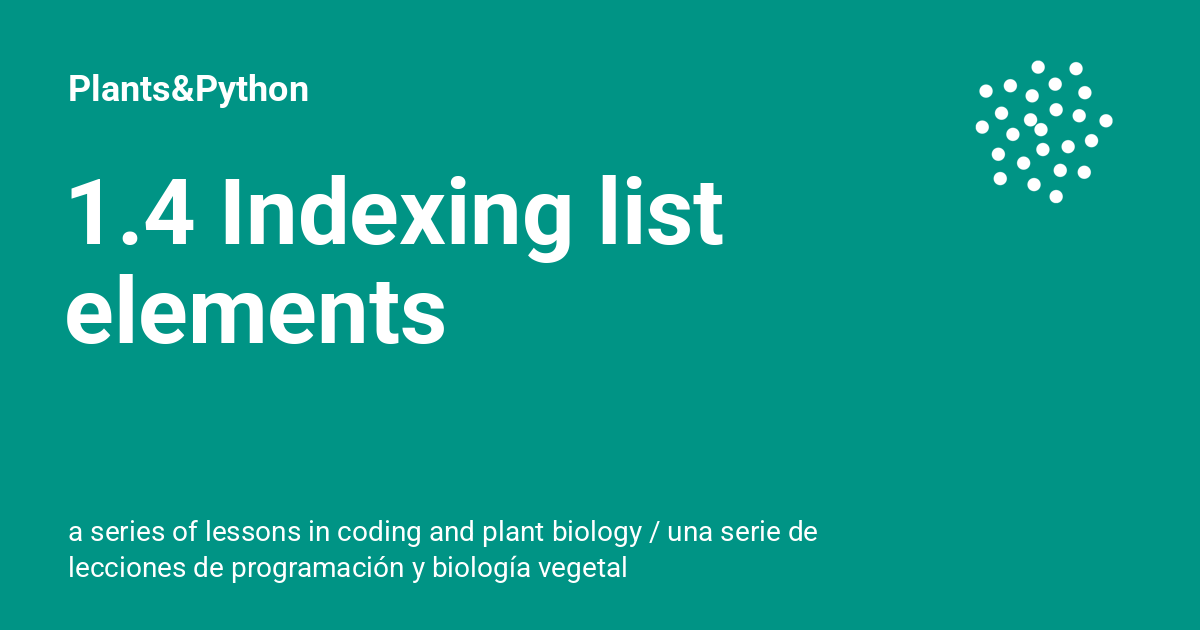 Plants&Python
1.4 Indexing list
elements
a series of lessons in coding and plant biology / una serie de
lecciones de programación y biología vegetal